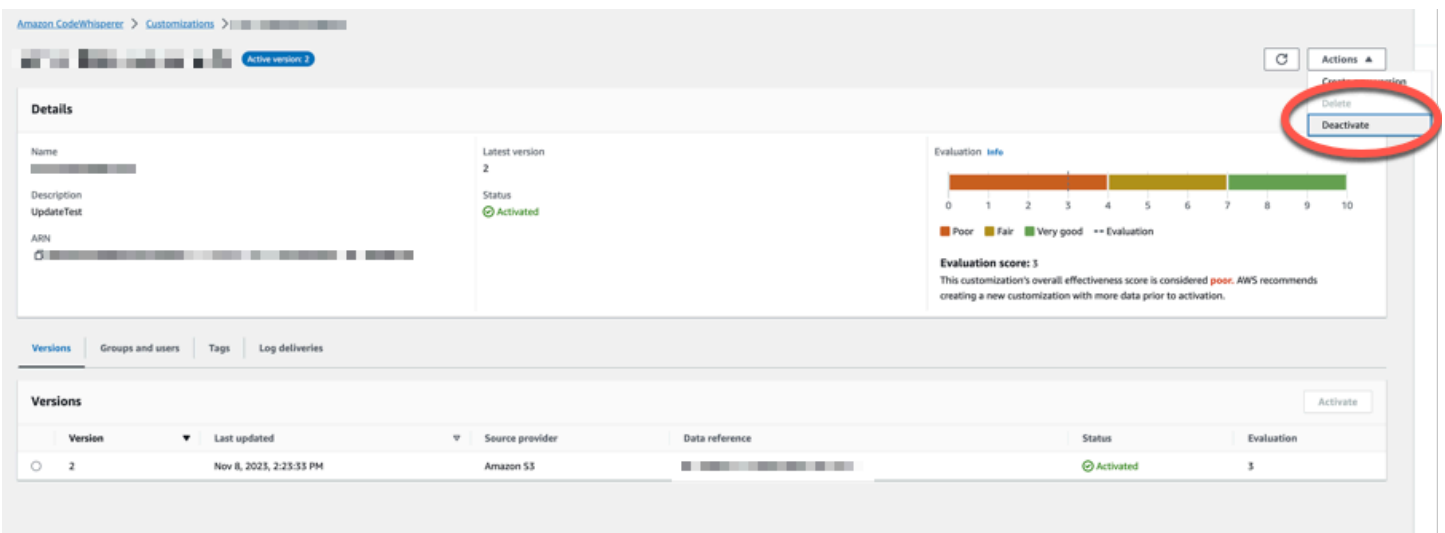 Amazon CodeWhisperer > Customizations >
Active version: 2
Actions
Create version
Delete
Deactivate
Details
Name
Description
UpdateTest
ARN
Latest version
2
Status
Activated
Evaluation Info
0 1 2 3 4 5 6 7 8 9 10
Poor Fair Very good -- Evaluation
Evaluation score: 3
This customization's overall effectiveness score is considered poor. AWS recommends
creating a new customization with more data prior to activation.
Versions Groups and users Tags Log deliveries
Versions
Activate
Version Last updated Source provider Data reference Status Evaluation
2 Nov 8, 2023, 2:23:33 PM Amazon S3 Activated 3